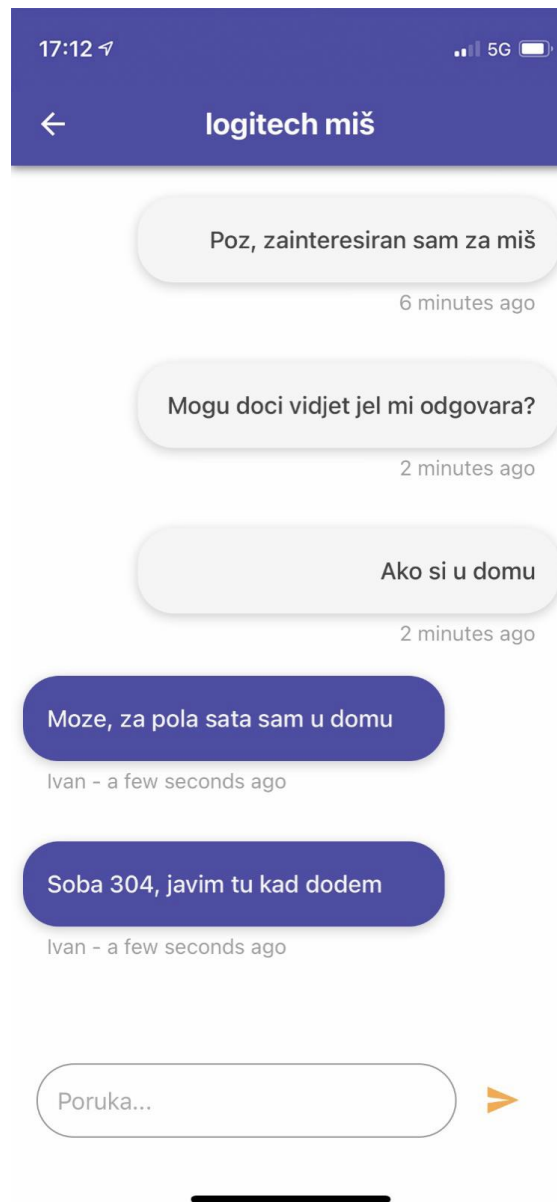 17:12
5G
logitech miš
Poz, zainteresiran sam za miš
6 minutes ago
Mogu doci vidjet jel mi odgovara?
2 minutes ago
Ako si u domu
2 minutes ago
Moze, za pola sata sam u domu
Ivan - a few seconds ago
Soba 304, javim tu kad dodem
Ivan - a few seconds ago
Poruka...